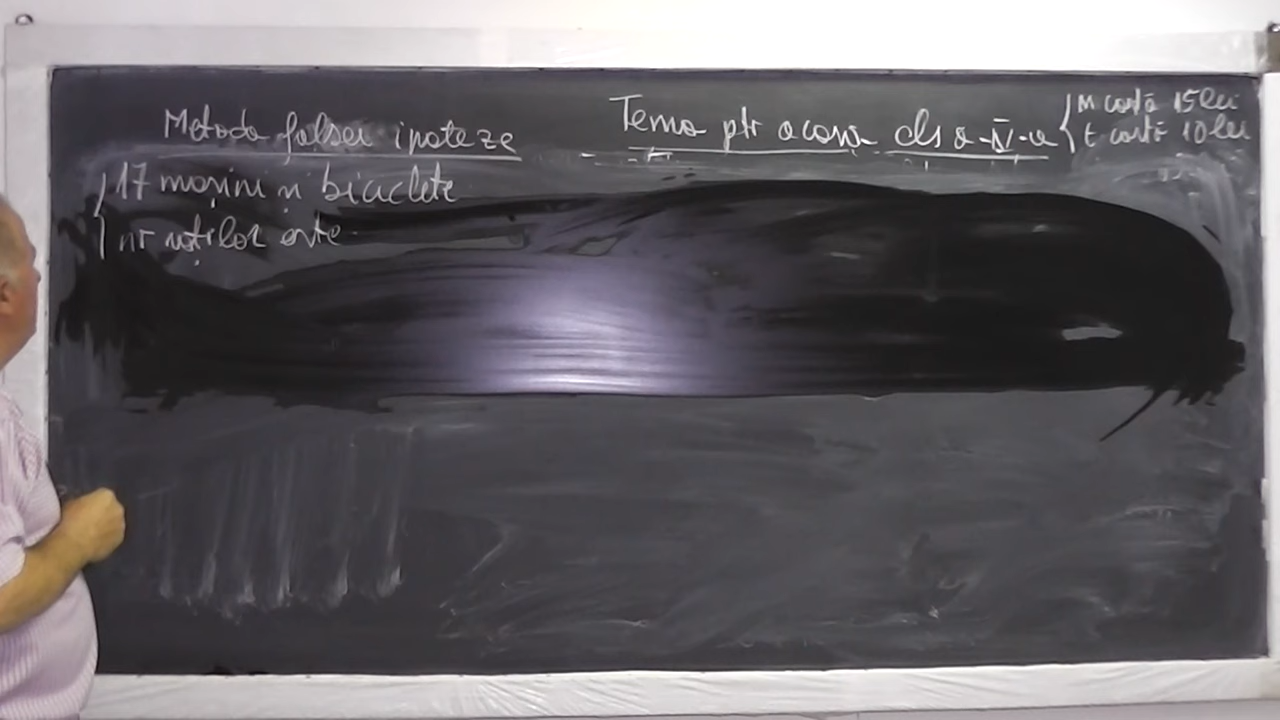 Metoda falsei ipoteze
17 mașini și biciclete
nr roților este
Tema ptr acasă cls a-IV-a
M costă 15 lei
C costă 10 lei